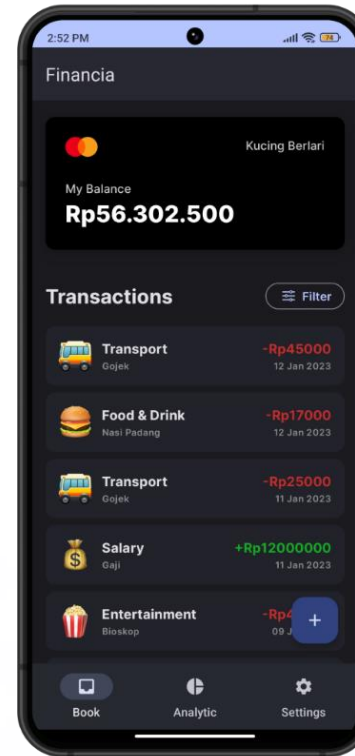 2:52 PM
74
Financia
Kucing Berlari
My Balance
Rp56.302.500
Transactions
Filter
Transport
-Rp45000
Gojek
12 Jan 2023
Food & Drink
-Rp17000
Nasi Padang
12 Jan 2023
Transport
-Rp25000
Gojek
11 Jan 2023
Salary
+Rp12000000
Gaji
11 Jan 2023
Entertainment
Bioskop
+
Book
Analytic
Settings